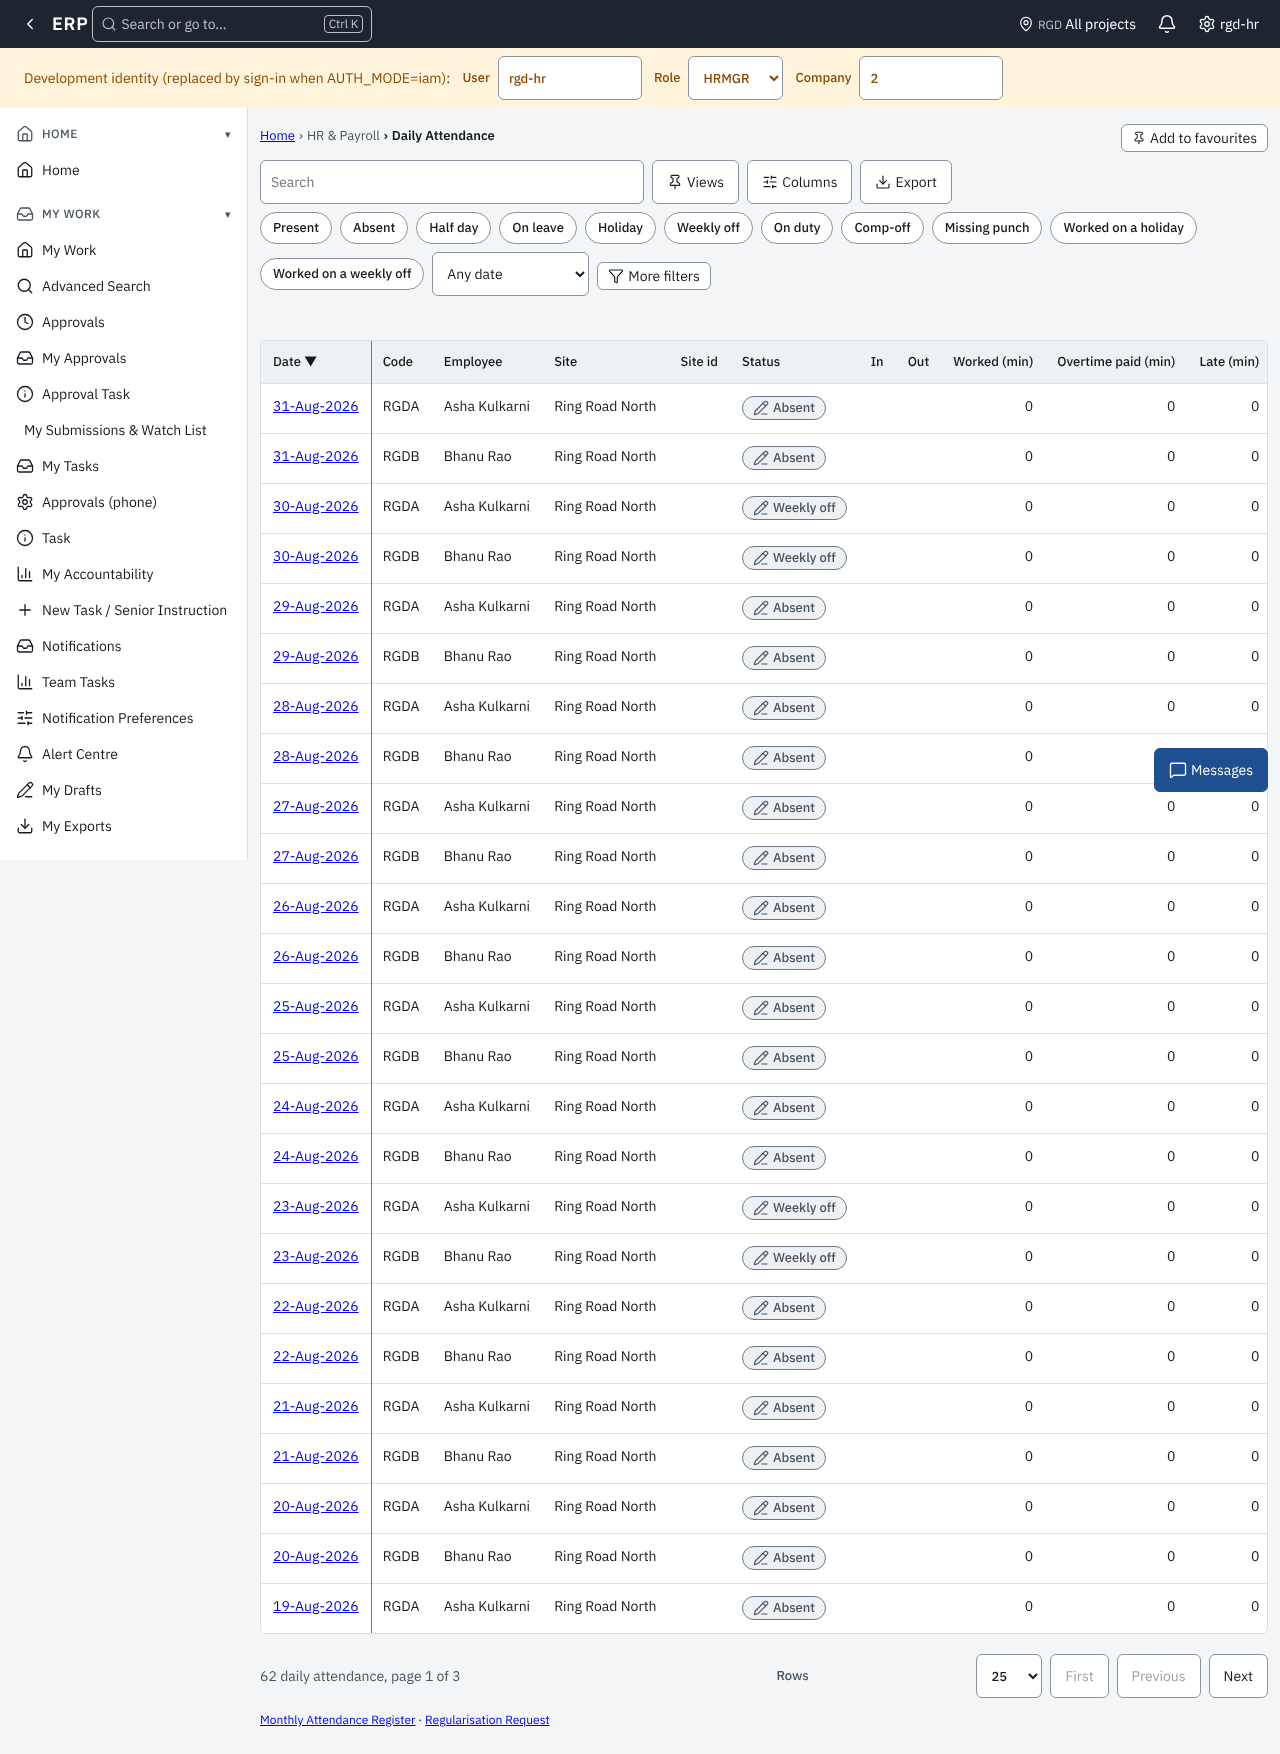 ERP
Search or go to... Ctrl K
RGD All projects
rgd-hr
Development identity (replaced by sign-in when AUTH_MODE=iam): User rgd-hr Role HRMGR Company 2
HOME ▾
Home
MY WORK ▾
My Work
Advanced Search
Approvals
My Approvals
Approval Task
My Submissions & Watch List
My Tasks
Approvals (phone)
Task
My Accountability
New Task / Senior Instruction
Notifications
Team Tasks
Notification Preferences
Alert Centre
My Drafts
My Exports
Home › HR & Payroll › Daily Attendance
Add to favourites
Search Views Columns Export
Present Absent Half day On leave Holiday Weekly off On duty Comp-off Missing punch Worked on a holiday
Worked on a weekly off Any date More filters
Date ▼ Code Employee Site Site id Status In Out Worked (min) Overtime paid (min) Late (min)
31-Aug-2026 RGDA Asha Kulkarni Ring Road North Absent 0 0 0
31-Aug-2026 RGDB Bhanu Rao Ring Road North Absent 0 0 0
30-Aug-2026 RGDA Asha Kulkarni Ring Road North Weekly off 0 0 0
30-Aug-2026 RGDB Bhanu Rao Ring Road North Weekly off 0 0 0
29-Aug-2026 RGDA Asha Kulkarni Ring Road North Absent 0 0 0
29-Aug-2026 RGDB Bhanu Rao Ring Road North Absent 0 0 0
28-Aug-2026 RGDA Asha Kulkarni Ring Road North Absent 0 0 0
28-Aug-2026 RGDB Bhanu Rao Ring Road North Absent 0
Messages
27-Aug-2026 RGDA Asha Kulkarni Ring Road North Absent 0 0 0
27-Aug-2026 RGDB Bhanu Rao Ring Road North Absent 0 0 0
26-Aug-2026 RGDA Asha Kulkarni Ring Road North Absent 0 0 0
26-Aug-2026 RGDB Bhanu Rao Ring Road North Absent 0 0 0
25-Aug-2026 RGDA Asha Kulkarni Ring Road North Absent 0 0 0
25-Aug-2026 RGDB Bhanu Rao Ring Road North Absent 0 0 0
24-Aug-2026 RGDA Asha Kulkarni Ring Road North Absent 0 0 0
24-Aug-2026 RGDB Bhanu Rao Ring Road North Absent 0 0 0
23-Aug-2026 RGDA Asha Kulkarni Ring Road North Weekly off 0 0 0
23-Aug-2026 RGDB Bhanu Rao Ring Road North Weekly off 0 0 0
22-Aug-2026 RGDA Asha Kulkarni Ring Road North Absent 0 0 0
22-Aug-2026 RGDB Bhanu Rao Ring Road North Absent 0 0 0
21-Aug-2026 RGDA Asha Kulkarni Ring Road North Absent 0 0 0
21-Aug-2026 RGDB Bhanu Rao Ring Road North Absent 0 0 0
20-Aug-2026 RGDA Asha Kulkarni Ring Road North Absent 0 0 0
20-Aug-2026 RGDB Bhanu Rao Ring Road North Absent 0 0 0
19-Aug-2026 RGDA Asha Kulkarni Ring Road North Absent 0 0 0
62 daily attendance, page 1 of 3 Rows 25 First Previous Next
Monthly Attendance Register · Regularisation Request